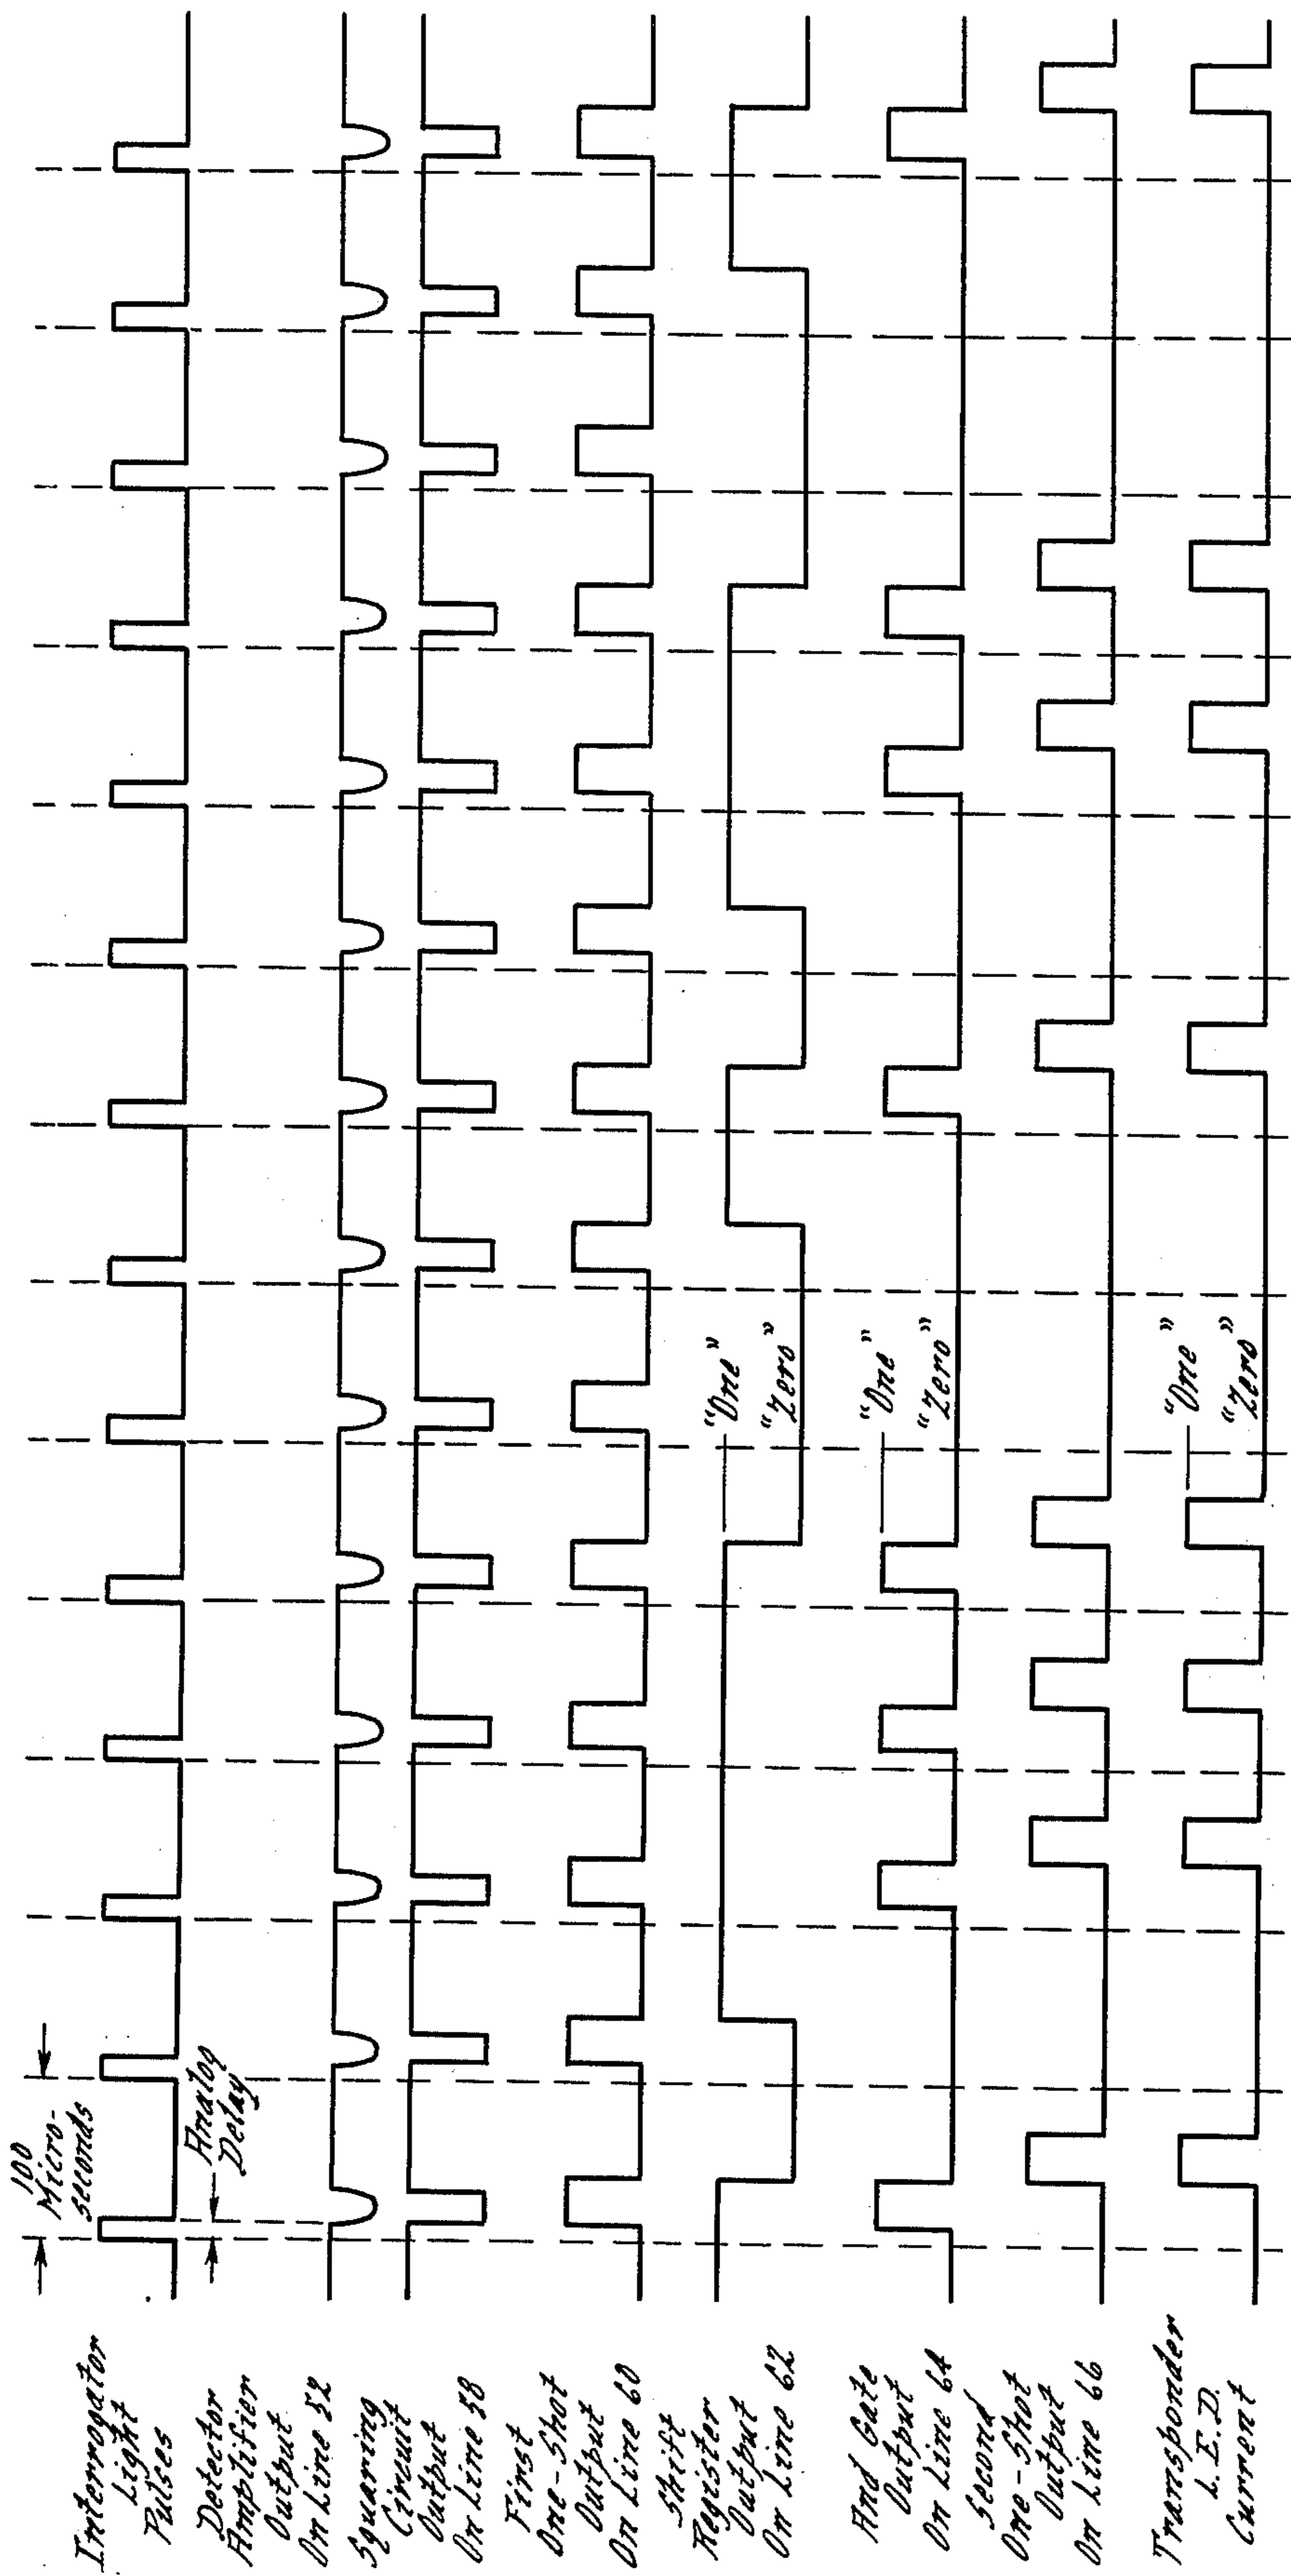 Interrogator
Light
Pulses
100
Micro-
seconds
Analog
Delay
Detector
Amplifier
Output
On Line 52
Squaring
Circuit
Output
On Line 58
First
One-Shot
Output
On Line 60
Shift
Register
Output
On Line 62
"One"
"Zero"
And Gate
Output
On Line 64
"One"
"Zero"
Second
One-Shot
Output
On Line 66
Transponder
L.E.D.
Current
"One"
"Zero"